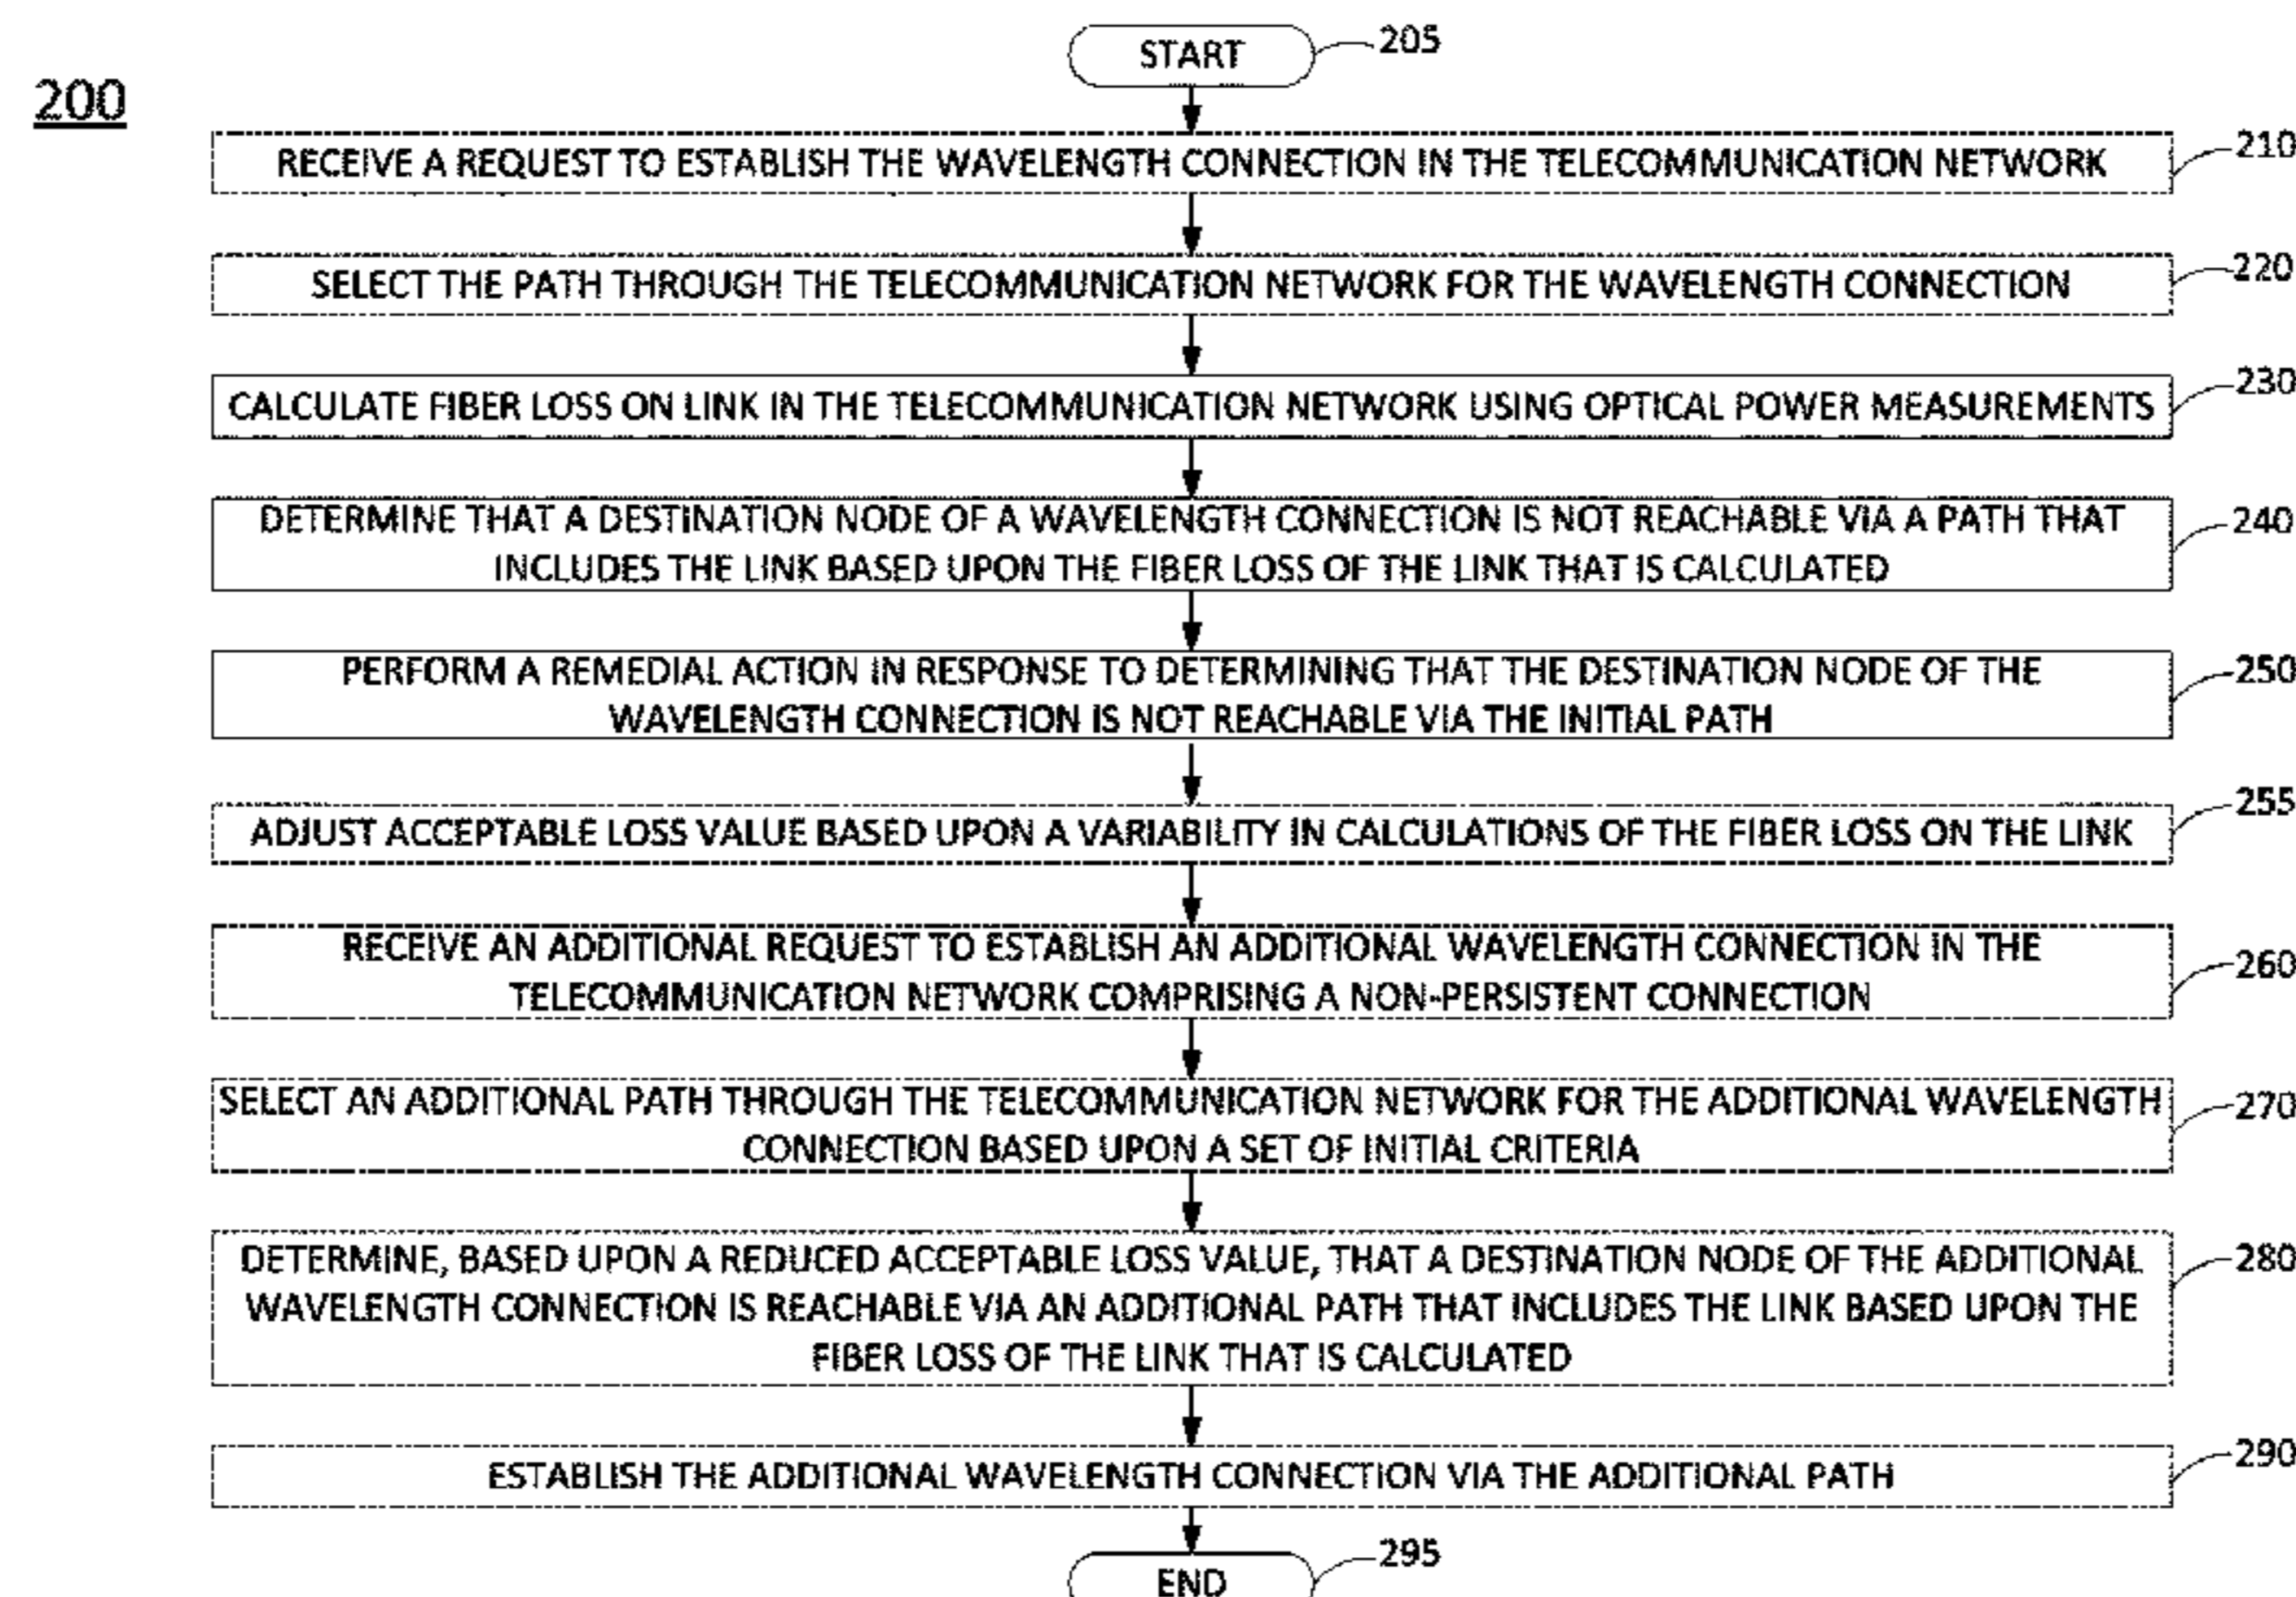 200
START
205
RECEIVE A REQUEST TO ESTABLISH THE WAVELENGTH CONNECTION IN THE TELECOMMUNICATION NETWORK
210
SELECT THE PATH THROUGH THE TELECOMMUNICATION NETWORK FOR THE WAVELENGTH CONNECTION
220
CALCULATE FIBER LOSS ON LINK IN THE TELECOMMUNICATION NETWORK USING OPTICAL POWER MEASUREMENTS
230
DETERMINE THAT A DESTINATION NODE OF A WAVELENGTH CONNECTION IS NOT REACHABLE VIA A PATH THAT
INCLUDES THE LINK BASED UPON THE FIBER LOSS OF THE LINK THAT IS CALCULATED
240
PERFORM A REMEDIAL ACTION IN RESPONSE TO DETERMINING THAT THE DESTINATION NODE OF THE
WAVELENGTH CONNECTION IS NOT REACHABLE VIA THE INITIAL PATH
250
ADJUST ACCEPTABLE LOSS VALUE BASED UPON A VARIABILITY IN CALCULATIONS OF THE FIBER LOSS ON THE LINK
255
RECEIVE AN ADDITIONAL REQUEST TO ESTABLISH AN ADDITIONAL WAVELENGTH CONNECTION IN THE
TELECOMMUNICATION NETWORK COMPRISING A NON-PERSISTENT CONNECTION
260
SELECT AN ADDITIONAL PATH THROUGH THE TELECOMMUNICATION NETWORK FOR THE ADDITIONAL WAVELENGTH
CONNECTION BASED UPON A SET OF INITIAL CRITERIA
270
DETERMINE, BASED UPON A REDUCED ACCEPTABLE LOSS VALUE, THAT A DESTINATION NODE OF THE ADDITIONAL
WAVELENGTH CONNECTION IS REACHABLE VIA AN ADDITIONAL PATH THAT INCLUDES THE LINK BASED UPON THE
FIBER LOSS OF THE LINK THAT IS CALCULATED
280
ESTABLISH THE ADDITIONAL WAVELENGTH CONNECTION VIA THE ADDITIONAL PATH
290
END
295